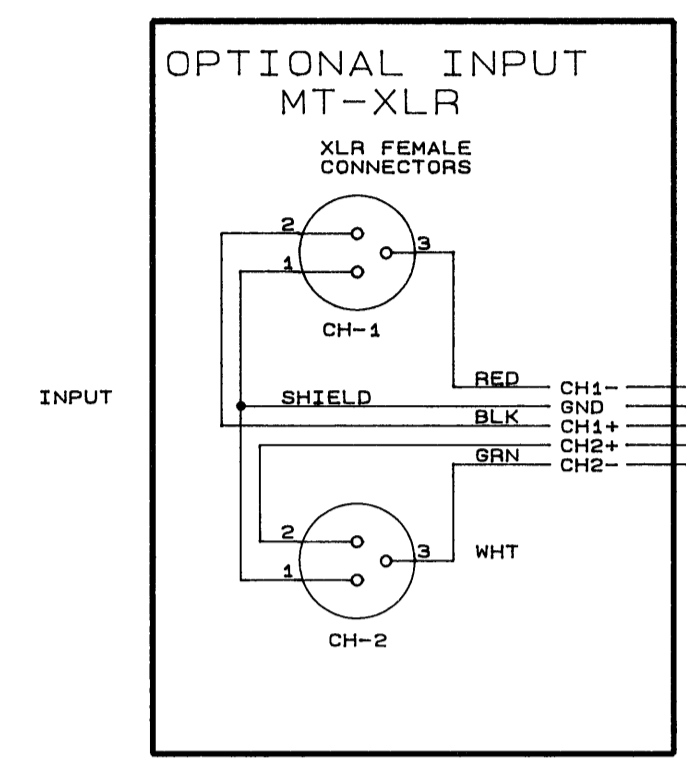 OPTIONAL INPUT
MT-XLR
XLR FEMALE
CONNECTORS
2
3
1
CH-1
INPUT
RED
CH1-
SHIELD
GND
BLK
CH1+
CH2+
GRN
CH2-
2
3
WHT
1
CH-2